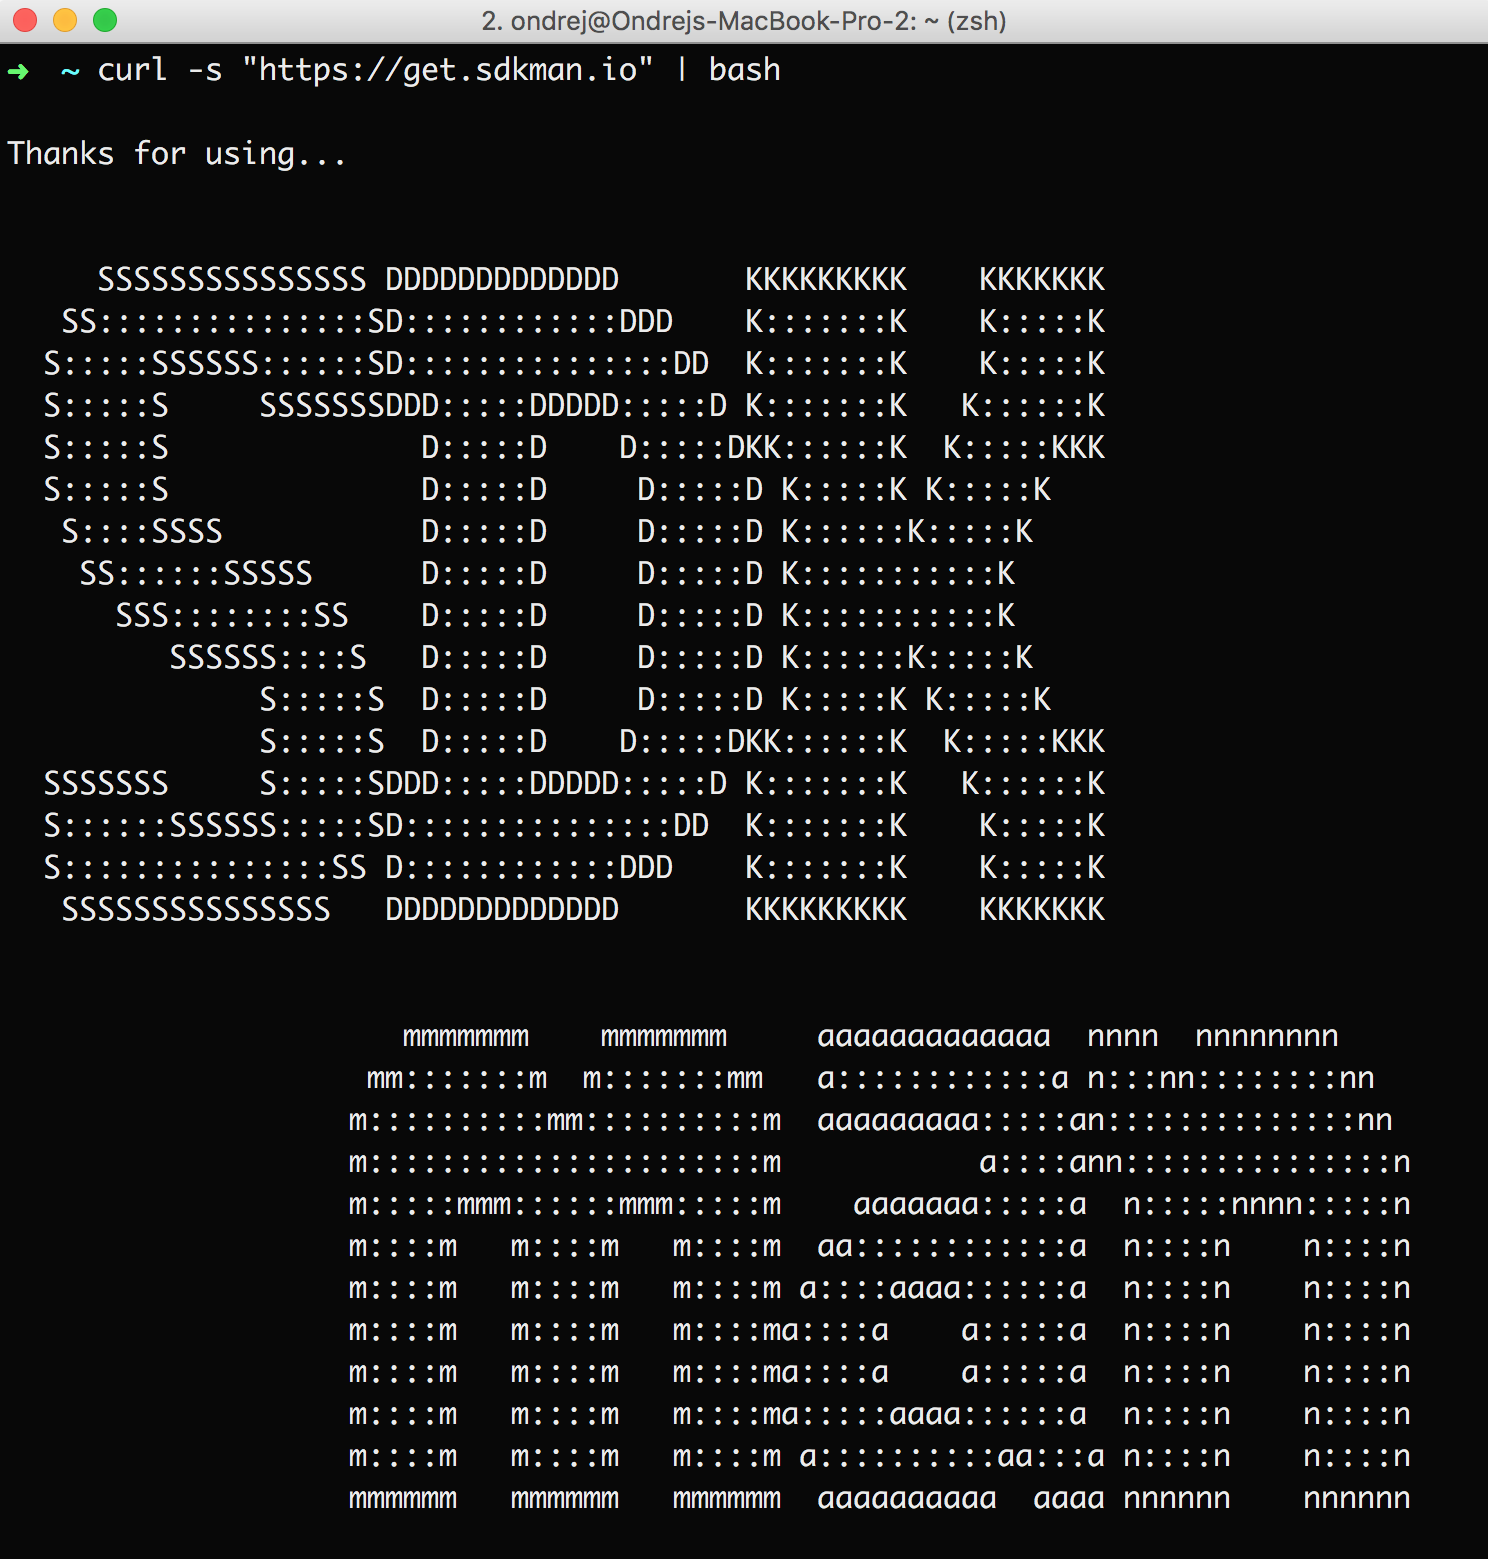 2. ondrej@Ondrejs-MacBook-Pro-2: ~ (zsh)
➜  ~ curl -s "https://get.sdkman.io" | bash
Thanks for using...
     SSSSSSSSSSSSSSS DDDDDDDDDDDDD       KKKKKKKKK    KKKKKKK
   SS:::::::::::::::SD::::::::::::DDD    K:::::::K    K:::::K
  S:::::SSSSSS::::::SD:::::::::::::::DD  K:::::::K    K:::::K
  S:::::S     SSSSSSSDDD:::::DDDDD:::::D K:::::::K   K::::::K
  S:::::S              D:::::D    D:::::DKK::::::K  K:::::KKK
  S:::::S              D:::::D     D:::::D K:::::K K:::::K
   S::::SSSS           D:::::D     D:::::D K::::::K:::::K
    SS::::::SSSSS      D:::::D     D:::::D K:::::::::::K
      SSS::::::::SS    D:::::D     D:::::D K:::::::::::K
         SSSSSS::::S   D:::::D     D:::::D K::::::K:::::K
              S:::::S  D:::::D     D:::::D K:::::K K:::::K
              S:::::S  D:::::D    D:::::DKK::::::K  K:::::KKK
  SSSSSSS     S:::::SDDD:::::DDDDD:::::D K:::::::K   K::::::K
  S::::::SSSSSS:::::SD:::::::::::::::DD  K:::::::K    K:::::K
  S:::::::::::::::SS D::::::::::::DDD    K:::::::K    K:::::K
   SSSSSSSSSSSSSSS   DDDDDDDDDDDDD       KKKKKKKKK    KKKKKKK
                      mmmmmmm    mmmmmmm     aaaaaaaaaaaaa  nnnn  nnnnnnnn
                    mm:::::::m  m:::::::mm   a::::::::::::a n:::nn::::::::nn
                   m::::::::::mm::::::::::m  aaaaaaaaa:::::an::::::::::::::nn
                   m::::::::::::::::::::::m           a::::ann:::::::::::::::n
                   m:::::mmm::::::mmm:::::m    aaaaaaa:::::a  n:::::nnnn:::::n
                   m::::m   m::::m   m::::m  aa::::::::::::a  n::::n    n::::n
                   m::::m   m::::m   m::::m a::::aaaa::::::a  n::::n    n::::n
                   m::::m   m::::m   m::::ma::::a    a:::::a  n::::n    n::::n
                   m::::m   m::::m   m::::ma::::a    a:::::a  n::::n    n::::n
                   m::::m   m::::m   m::::ma:::::aaaa::::::a  n::::n    n::::n
                   m::::m   m::::m   m::::m a::::::::::aa:::a n::::n    n::::n
                   mmmmmm   mmmmmm   mmmmmm  aaaaaaaaaa  aaaa nnnnnn    nnnnnn